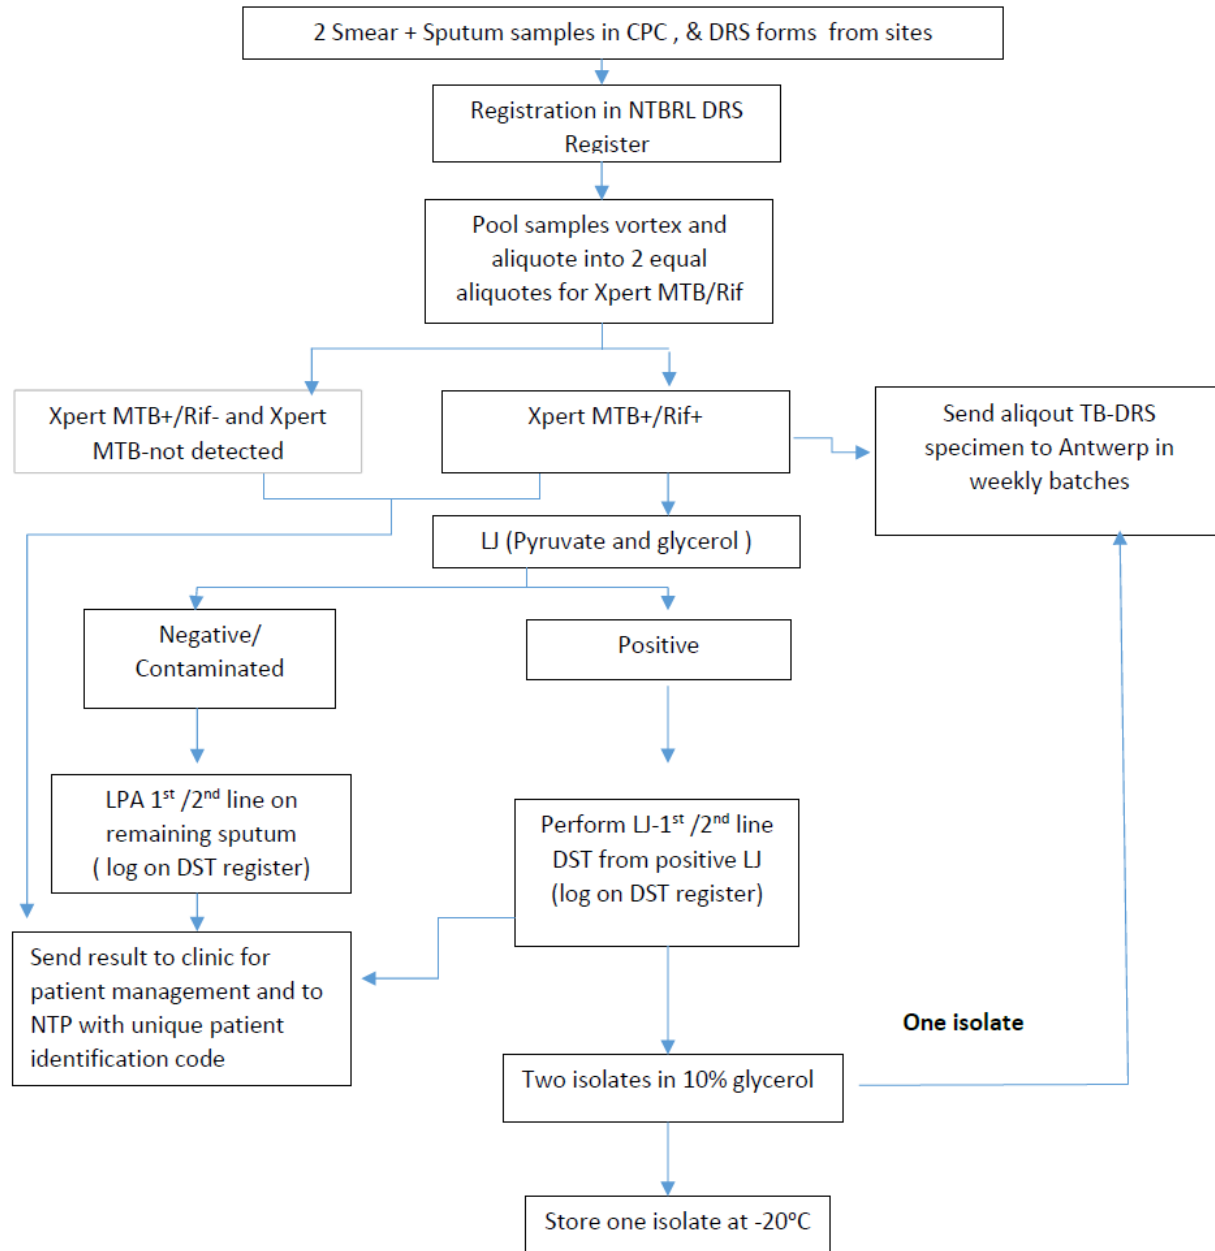 2 Smear + Sputum samples in CPC , & DRS forms from sites
Registration in NTBRL DRS
Register
Pool samples vortex and
aliquote into 2 equal
aliquotes for Xpert MTB/Rif
Xpert MTB+/Rif- and Xpert
MTB-not detected
Xpert MTB+/Rif+
Send aliqout TB-DRS
specimen to Antwerp in
weekly batches
LJ (Pyruvate and glycerol )
Negative/
Contaminated
Positive
LPA 1st /2nd line on
remaining sputum
( log on DST register)
Perform LJ-1st /2nd line
DST from positive LJ
(log on DST register)
Send result to clinic for
patient management and to
NTP with unique patient
identification code
One isolate
Two isolates in 10% glycerol
Store one isolate at -20°C